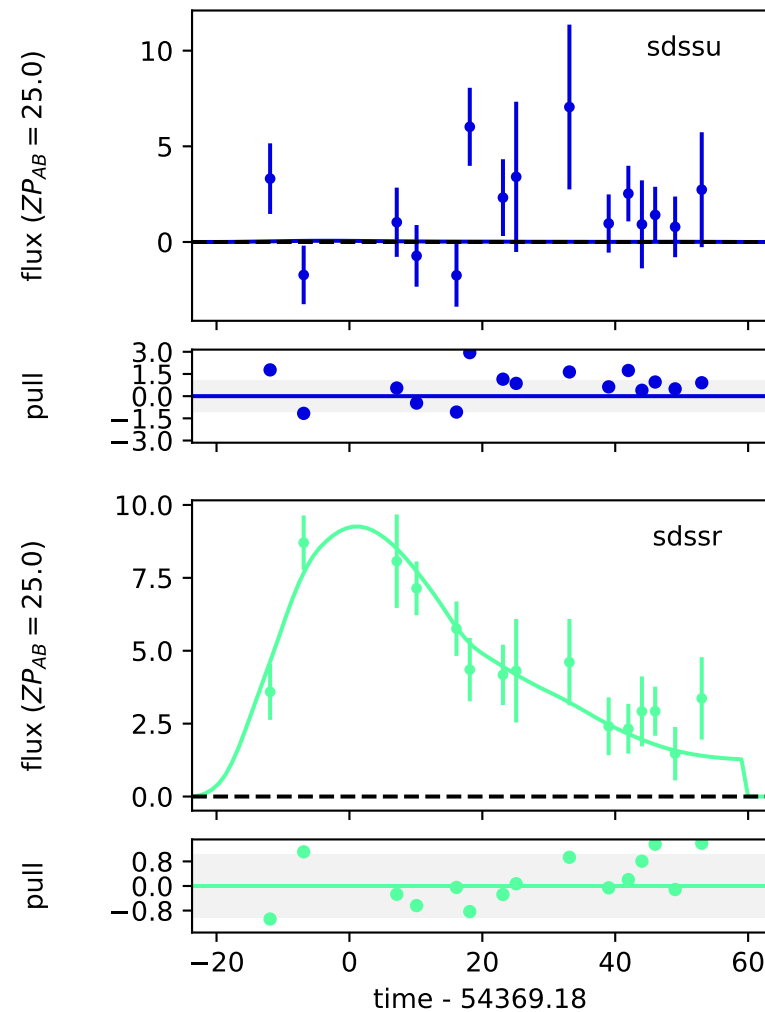 sdssu
flux (ZP_AB = 25.0)
10
5
0
pull
3.0
1.5
0.0
−1.5
−3.0
sdssr
flux (ZP_AB = 25.0)
10.0
7.5
5.0
2.5
0.0
pull
0.8
0.0
−0.8
−20 0 20 40 60
time - 54369.18